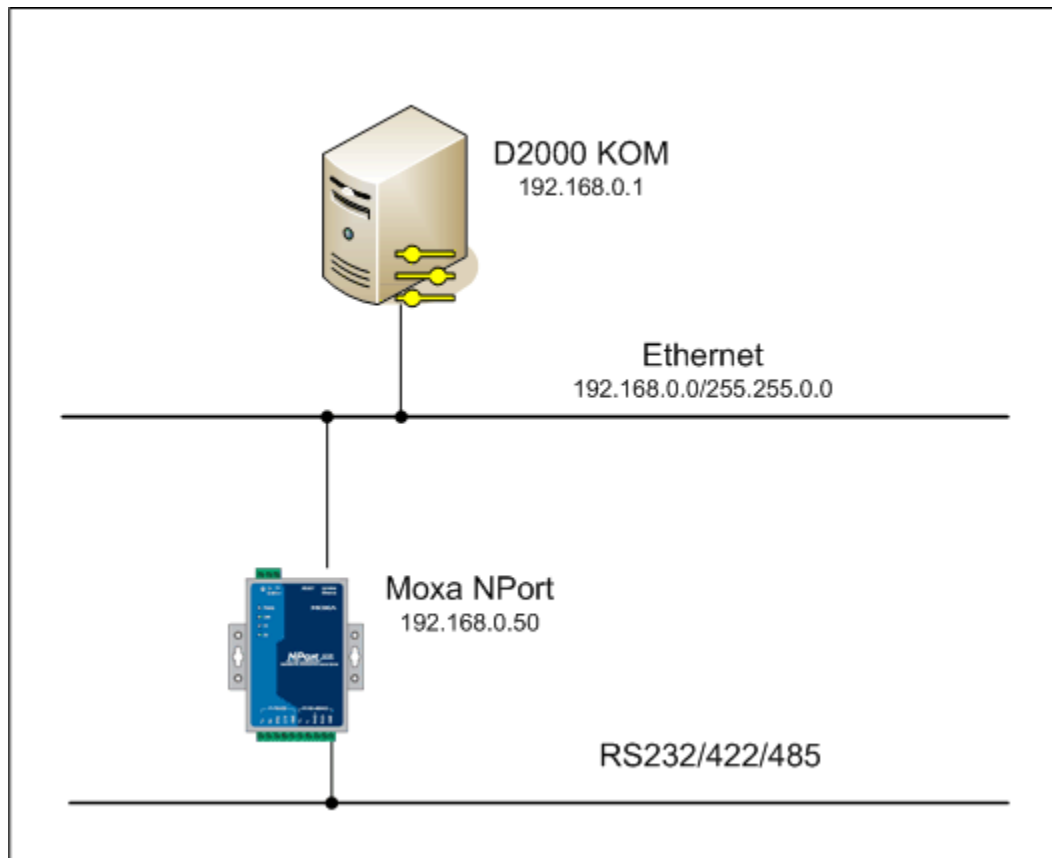 D2000 KOM
192.168.0.1
Ethernet
192.168.0.0/255.255.0.0
Moxa NPort
192.168.0.50
NPort
RS232/422/485